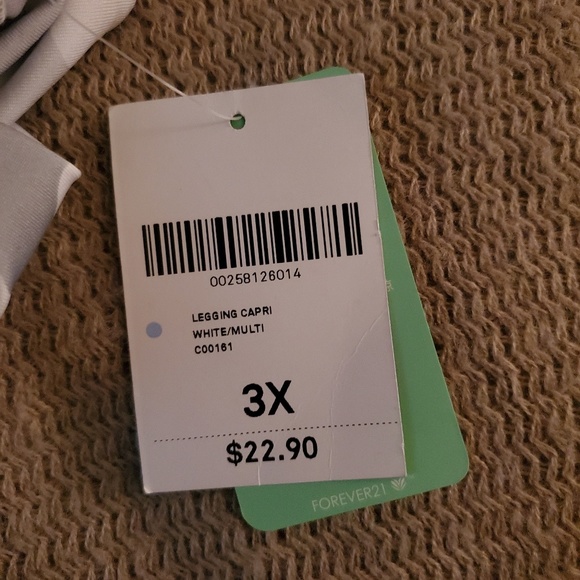 00258126014
LEGGING CAPRI
WHITE/MULTI
C00161
3X
$22.90
FOREVER21